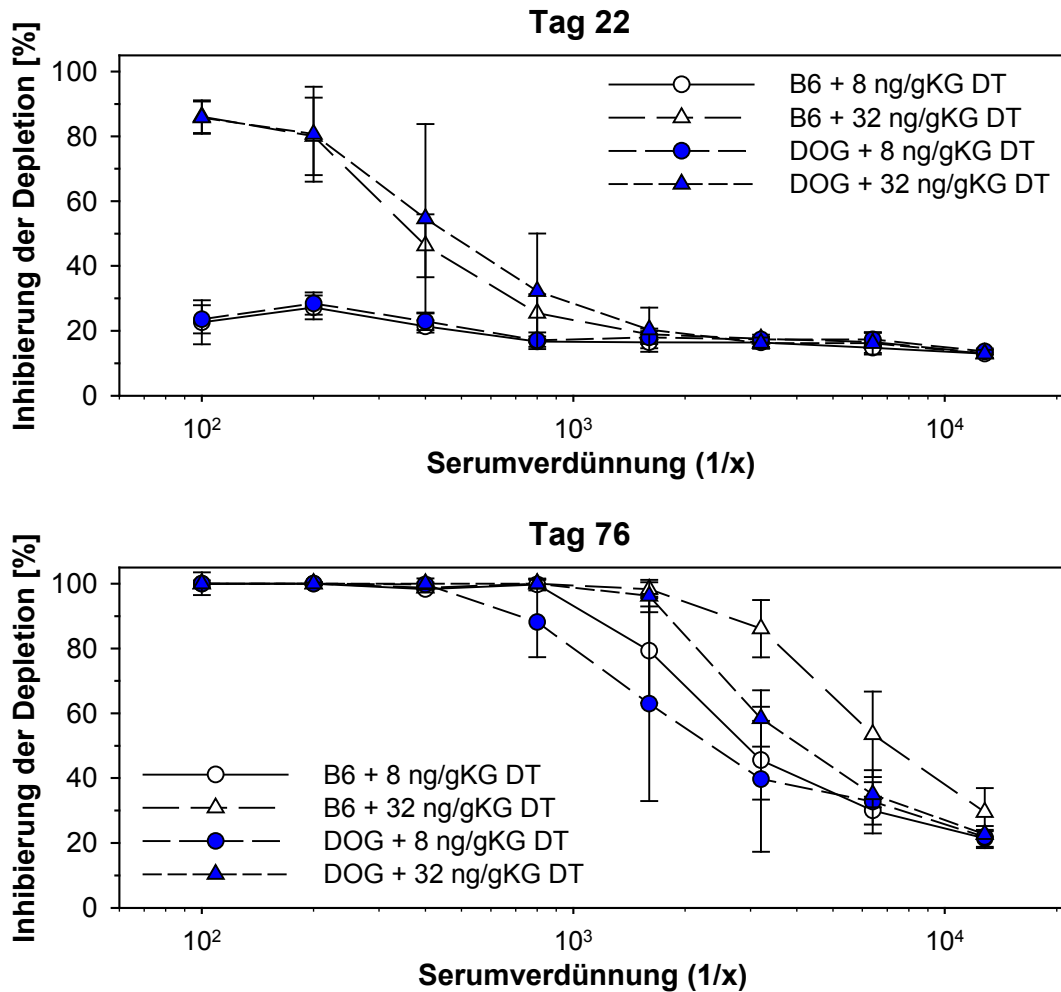 Tag 22
Inhibierung der Depletion [%]
100
80
60
40
20
0
B6 + 8 ng/gKG DT
B6 + 32 ng/gKG DT
DOG + 8 ng/gKG DT
DOG + 32 ng/gKG DT
10² 10³ 10⁴
Serumverdünnung (1/x)
Tag 76
Inhibierung der Depletion [%]
100
80
60
40
20
0
B6 + 8 ng/gKG DT
B6 + 32 ng/gKG DT
DOG + 8 ng/gKG DT
DOG + 32 ng/gKG DT
10² 10³ 10⁴
Serumverdünnung (1/x)